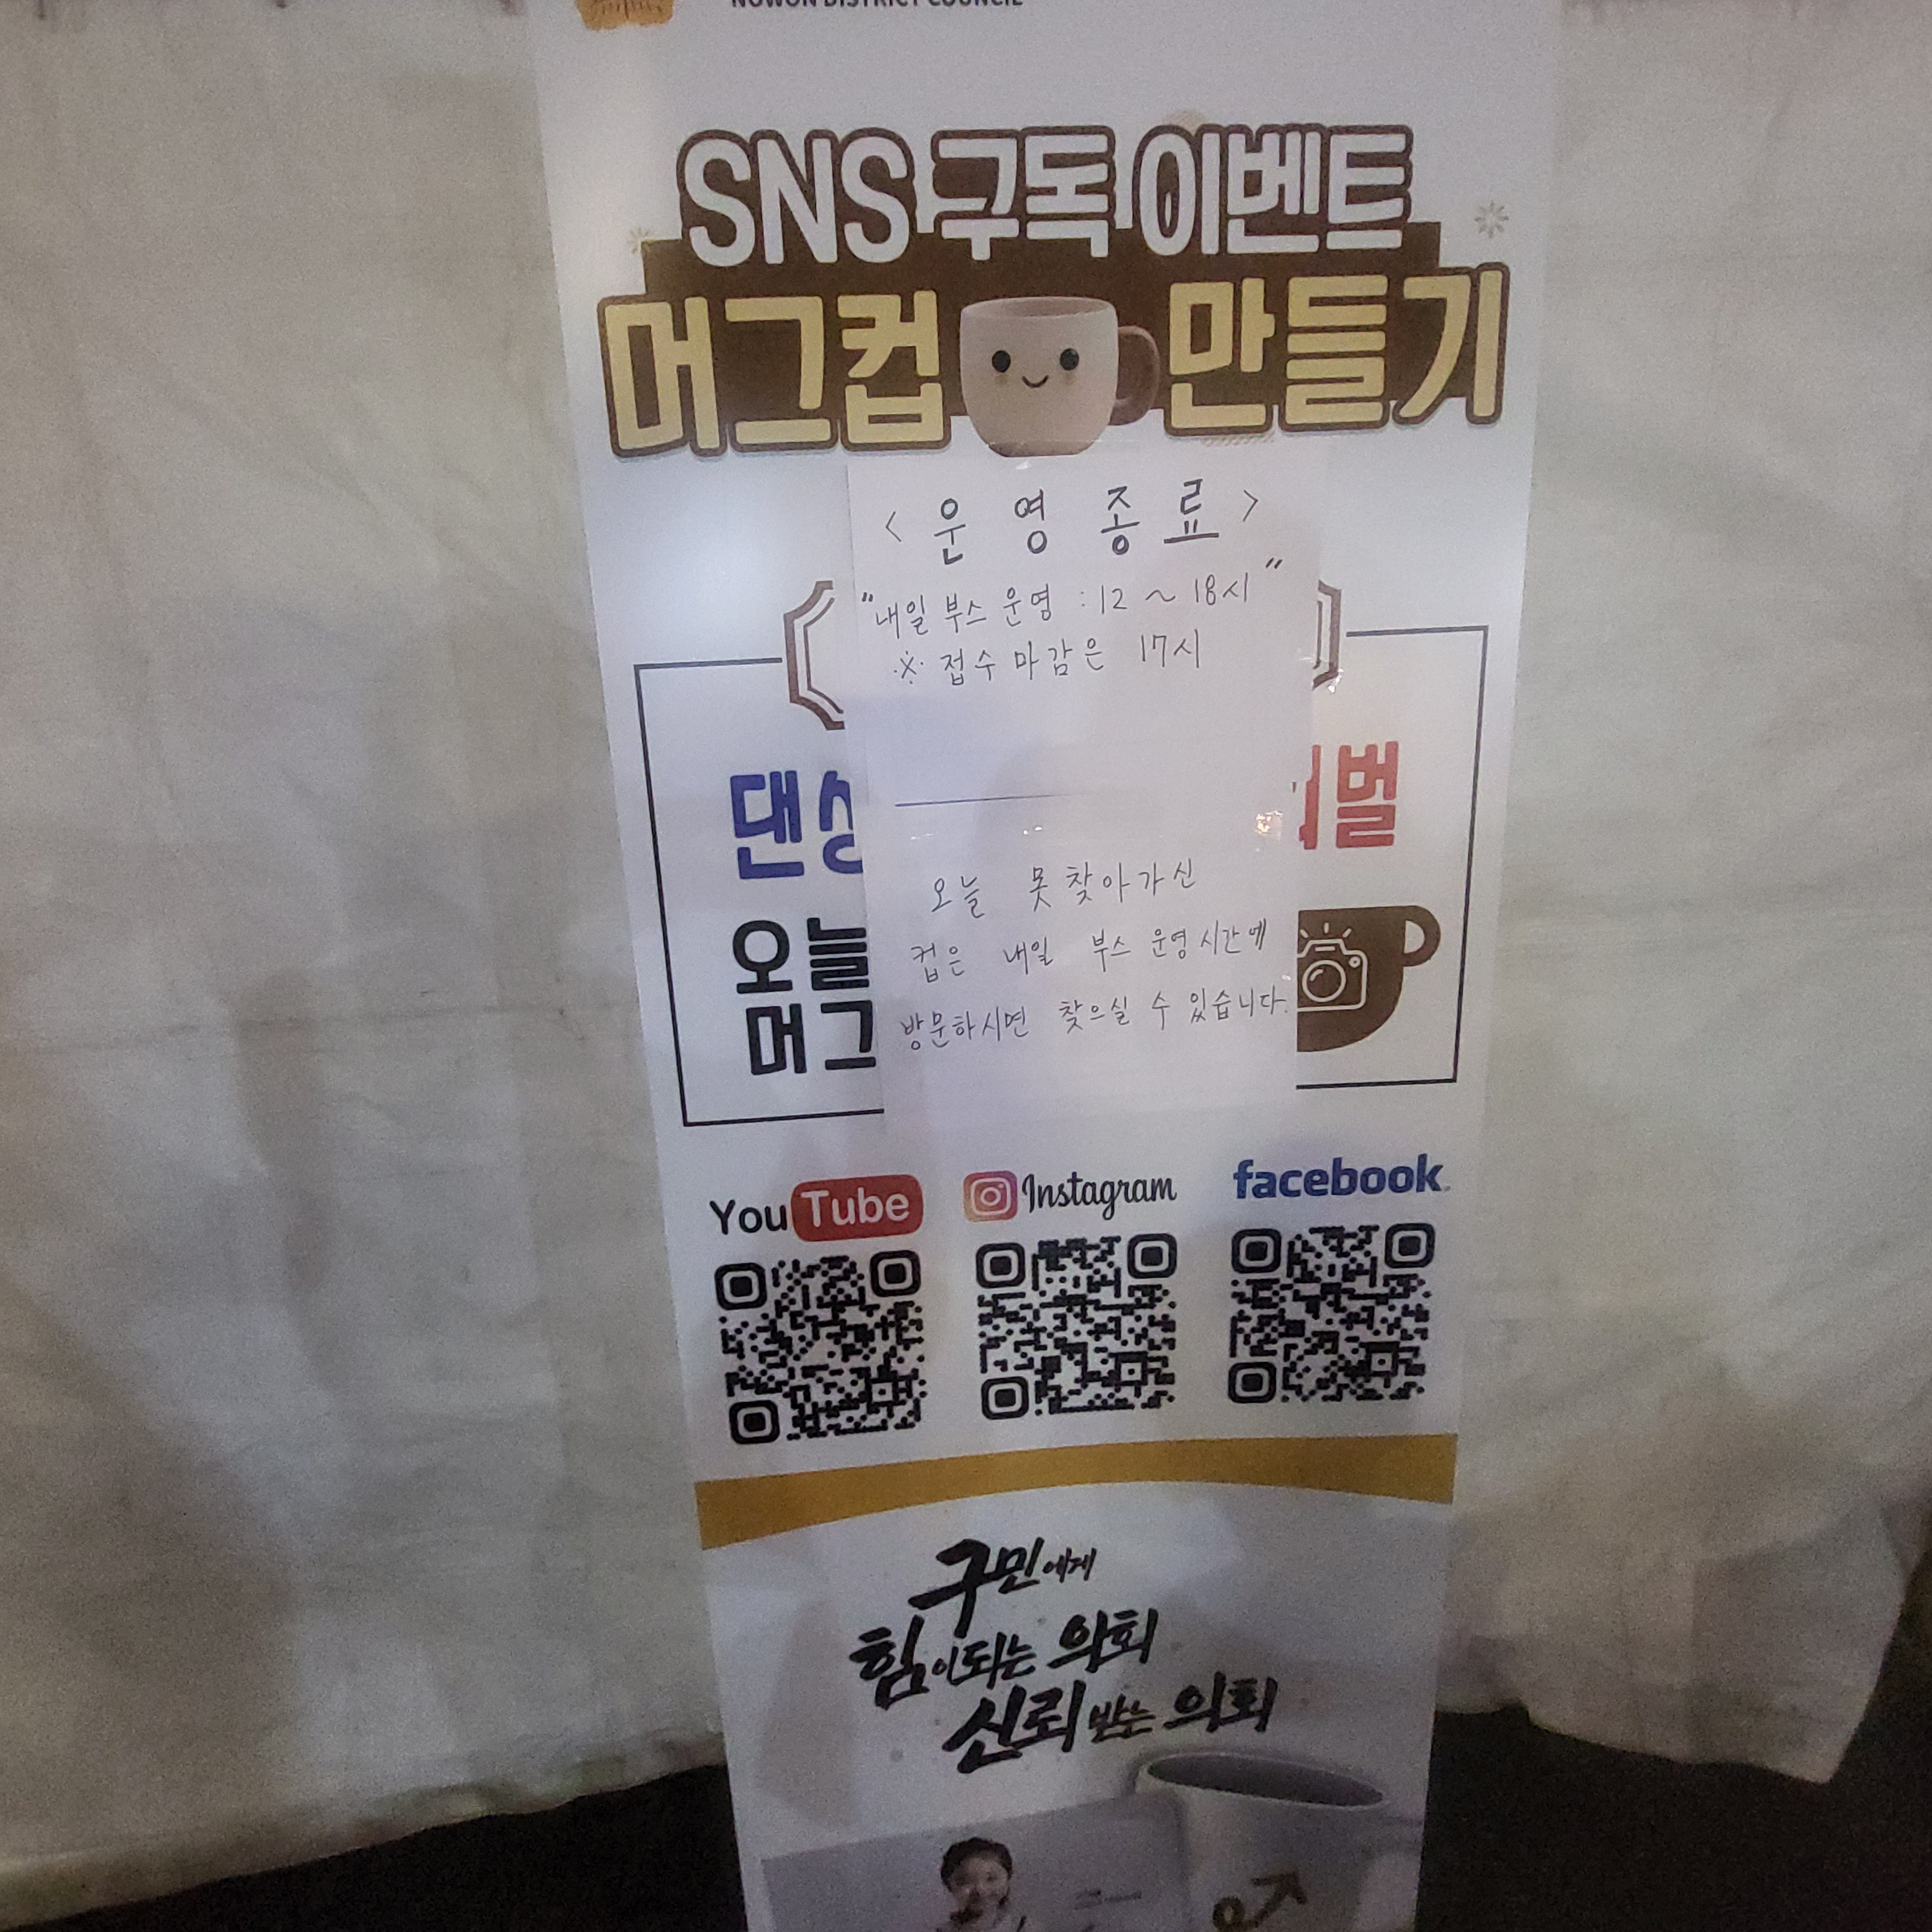 NOWON DISTRICT COUNCIL
SNS 구독 이벤트
머그컵 만들기
< 운 영 종 료 >
"내일 부스 운영 : 12 ~ 18시"
※ 접수 마감은 17시
댄싱
벌
오늘 못 찾아가신
컵은 내일 부스 운영 시간에
방문하시면 찾으실 수 있습니다.
오늘
머그
YouTube
Instagram
facebook
구민에게
힘이되는 의회
신뢰받는 의회